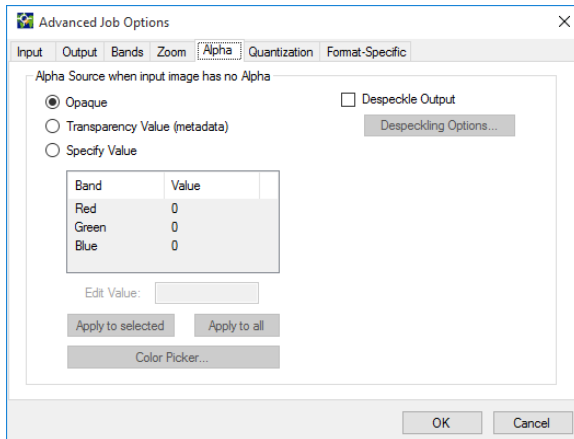 Advanced Job Options
Input Output Bands Zoom Alpha Quantization Format-Specific
Alpha Source when input image has no Alpha
Opaque
Despeckle Output
Transparency Value (metadata)
Despeckling Options...
Specify Value
Band Value
Red 0
Green 0
Blue 0
Edit Value:
Apply to selected Apply to all
Color Picker...
OK Cancel